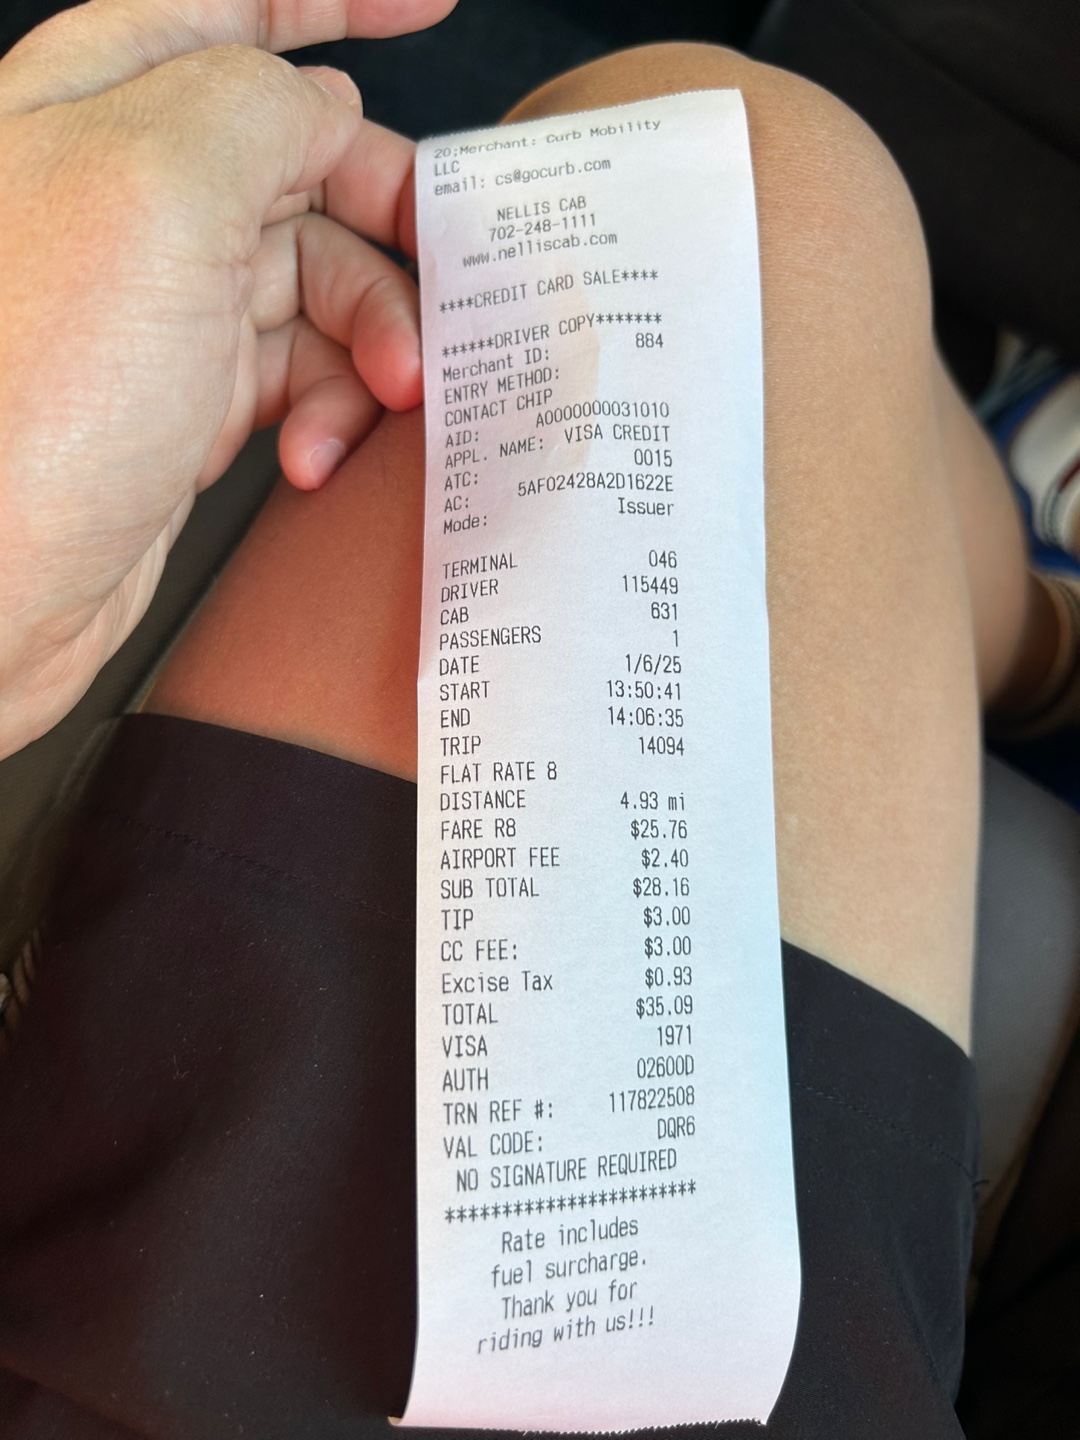 20;Merchant: Curb Mobility
LLC
email: cs@gocurb.com
NELLIS CAB
702-248-1111
www.nelliscab.com
****CREDIT CARD SALE****
******DRIVER COPY*******
Merchant ID: 884
ENTRY METHOD:
CONTACT CHIP
AID: A0000000031010
APPL. NAME: VISA CREDIT
ATC: 0015
AC: 5AF02428A2D1622E
Mode: Issuer
TERMINAL 046
DRIVER 115449
CAB 631
PASSENGERS 1
DATE 1/6/25
START 13:50:41
END 14:06:35
TRIP 14094
FLAT RATE 8
DISTANCE 4.93 mi
FARE R8 $25.76
AIRPORT FEE $2.40
SUB TOTAL $28.16
TIP $3.00
CC FEE: $3.00
Excise Tax $0.93
TOTAL $35.09
VISA 1971
AUTH 02600D
TRN REF #: 117822508
VAL CODE: DQR6
NO SIGNATURE REQUIRED
************************
Rate includes
fuel surcharge.
Thank you for
riding with us!!!